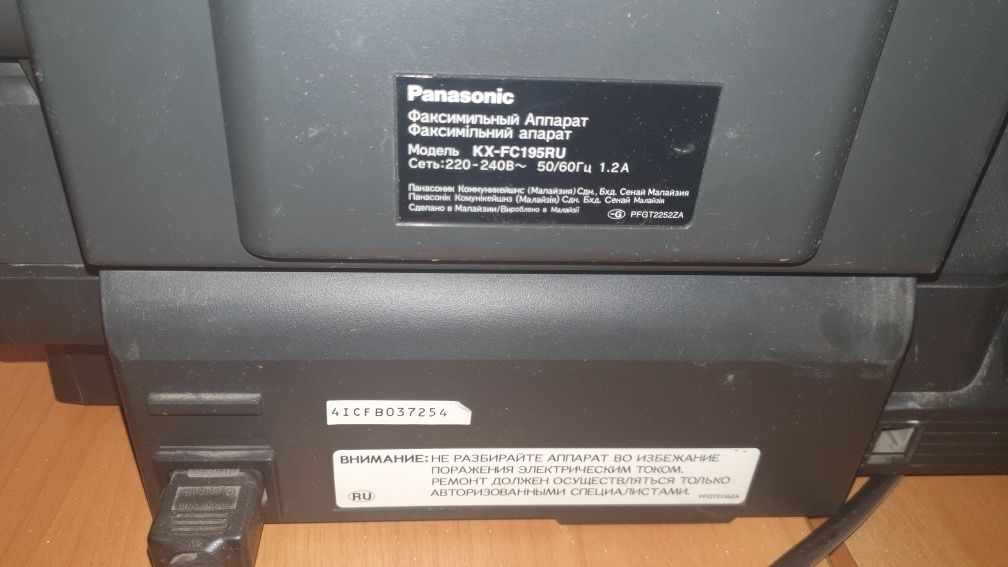 Panasonic
Факсимильный Аппарат
Факсимільний апарат
Модель KX-FC195RU
Сеть:220-240В~ 50/60Гц 1.2 А
Панасоник Коммуникейшнс (Малайзия) Сдн. Бхд. Сенай Малайзия
Панасонік Комунікейшнз (Малайзія) Сдн. Бхд. Сенай Малайзія
Сделано в Малайзии/Вироблено в Малайзії
-G PFGT2252ZA
4ICFB037254
ВНИМАНИЕ: НЕ РАЗБИРАЙТЕ АППАРАТ ВО ИЗБЕЖАНИЕ
ПОРАЖЕНИЯ ЭЛЕКТРИЧЕСКИМ ТОКОМ.
РЕМОНТ ДОЛЖЕН ОСУЩЕСТВЛЯТЬСЯ ТОЛЬКО
АВТОРИЗОВАННЫМИ СПЕЦИАЛИСТАМИ.
RU